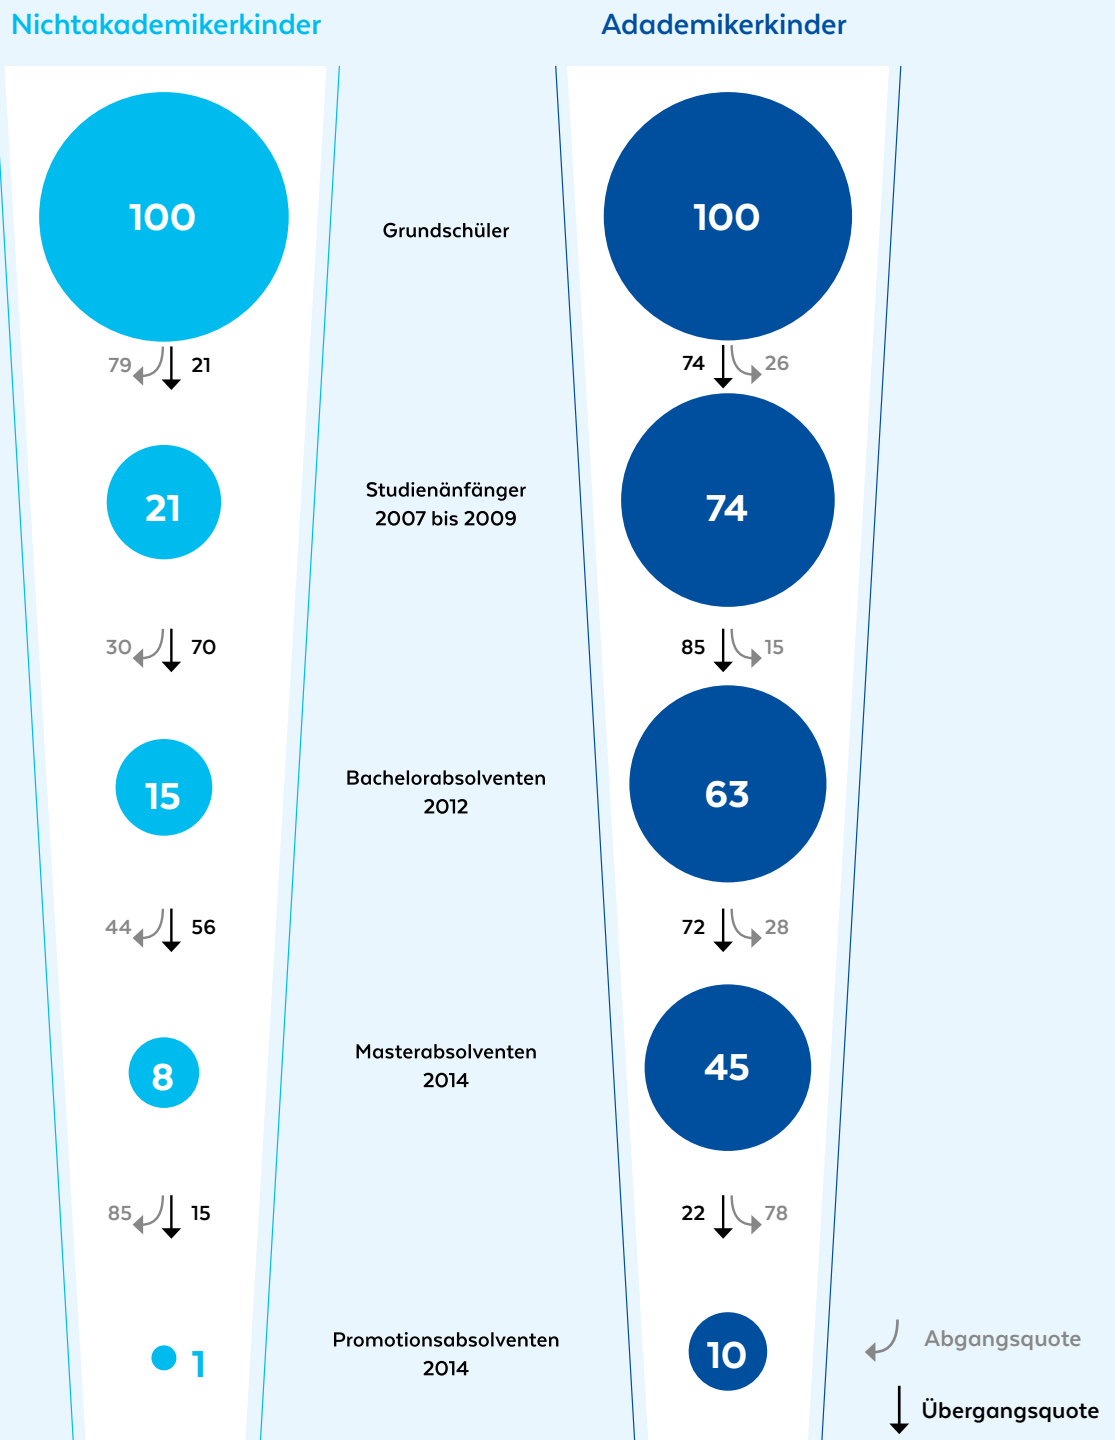 Nichtakademikerkinder
Adademikerkinder
100
Grundschüler
100
79
21
74
26
21
Studienänfänger
2007 bis 2009
74
30
70
85
15
15
Bachelorabsolventen
2012
63
44
56
72
28
8
Masterabsolventen
2014
45
85
15
22
78
1
Promotionsabsolventen
2014
10
Abgangsquote
Übergangsquote